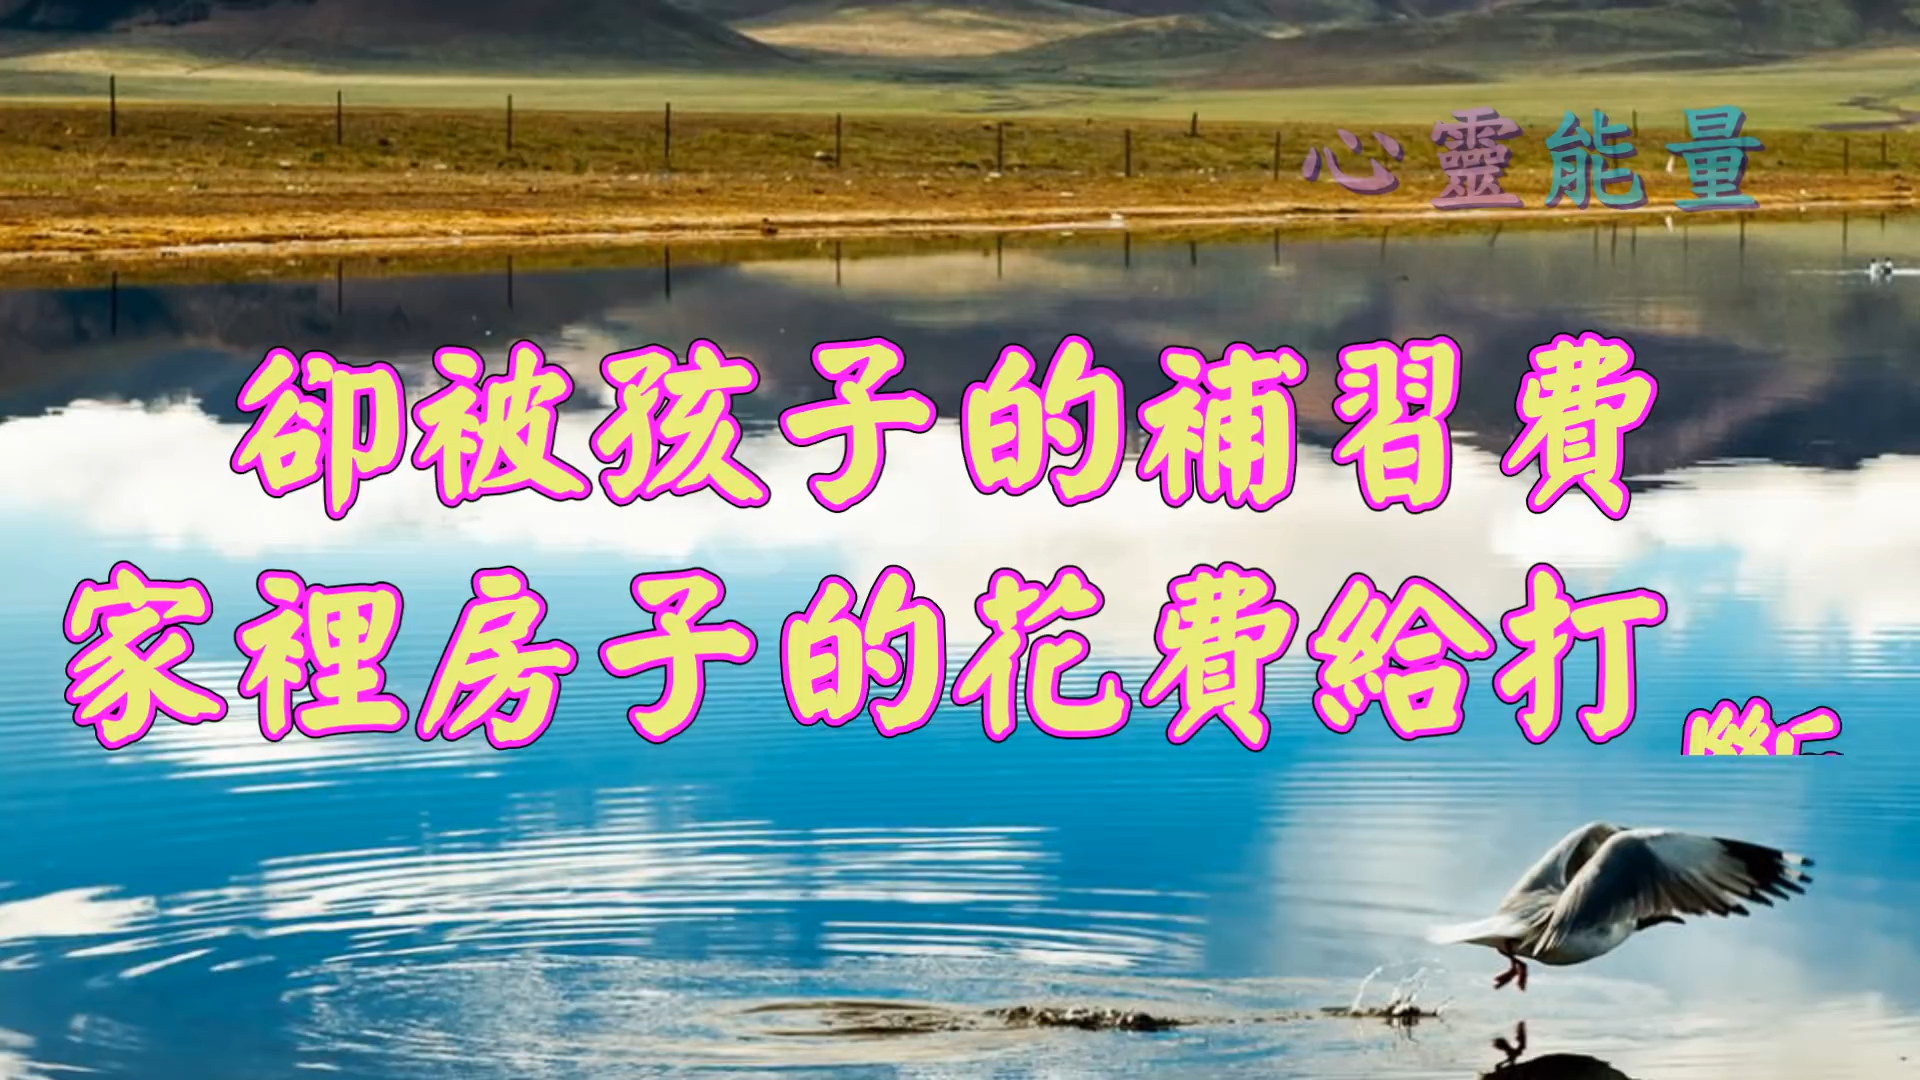 心靈能量
卻被孩子的補習費
家裡房子的花費給打